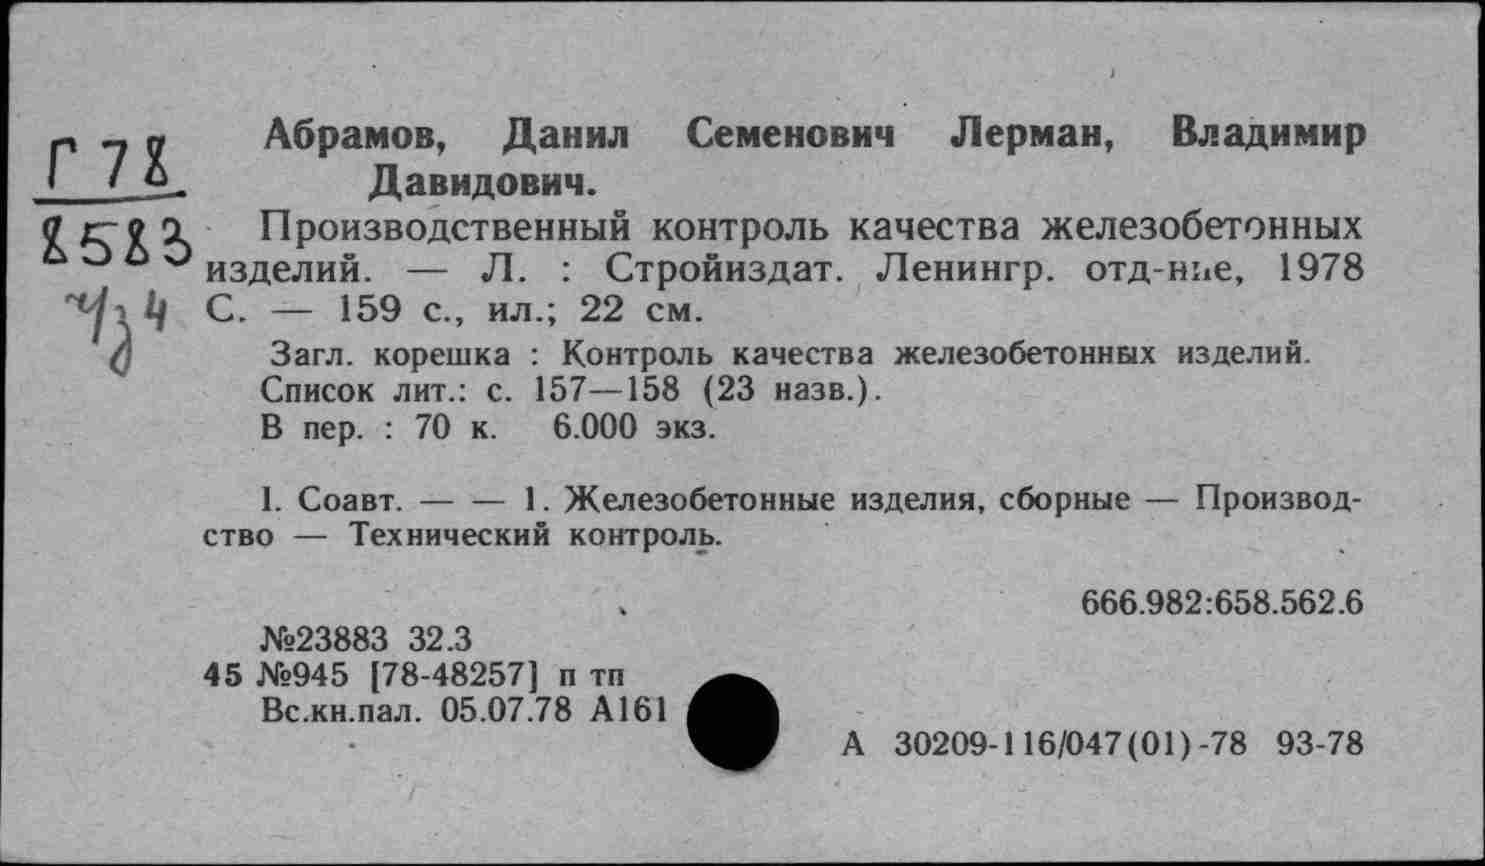 Г 78
8583
Абрамов, Данил Семенович Лерман, Владимир
Давидович.
Производственный контроль качества железобетонных
изделий. — Л. : Стройиздат. Ленингр. отд-ние, 1978
С. — 159 с., ил.; 22 см.
Загл. корешка : Контроль качества железобетонных изделий.
Список лит.: с. 157—158 (23 назв.).
В пер. : 70 к. 6.000 экз.
I. Соавт. — — 1. Железобетонные изделия, сборные — Производ-
ство — Технический контроль.
666.982:658.562.6
№23883 32.3
45 №945 [78-48257] п тп
Вс.кн.пал. 05.07.78 А161
А 30209-116/047(01)-78 93-78